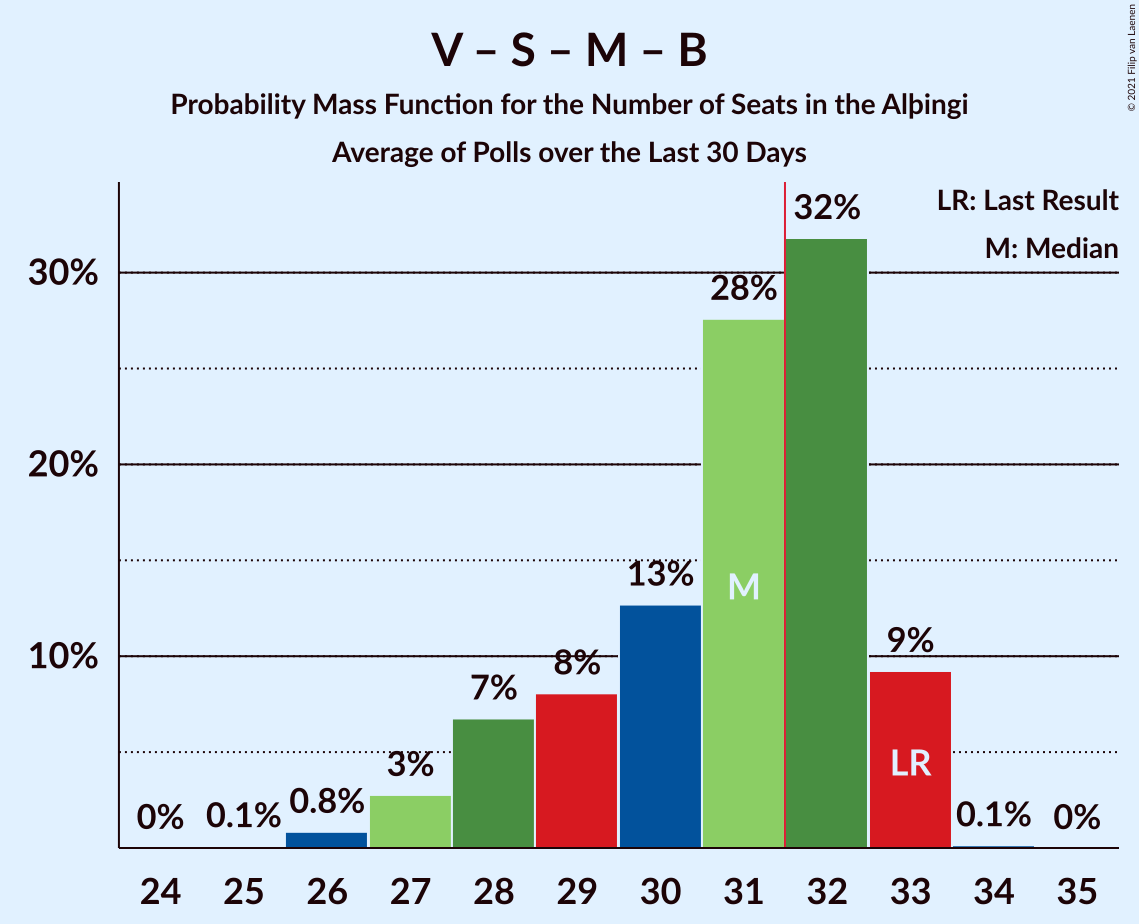 V – S – M – B
Probability Mass Function for the Number of Seats in the Alþingi
Average of Polls over the Last 30 Days
© 2021 Filip van Laenen
LR: Last Result
M: Median
30%
20%
10%
0%
0.1%
0.8%
3%
7%
8%
13%
28%
32%
9%
0.1%
0%
M
LR
24 25 26 27 28 29 30 31 32 33 34 35